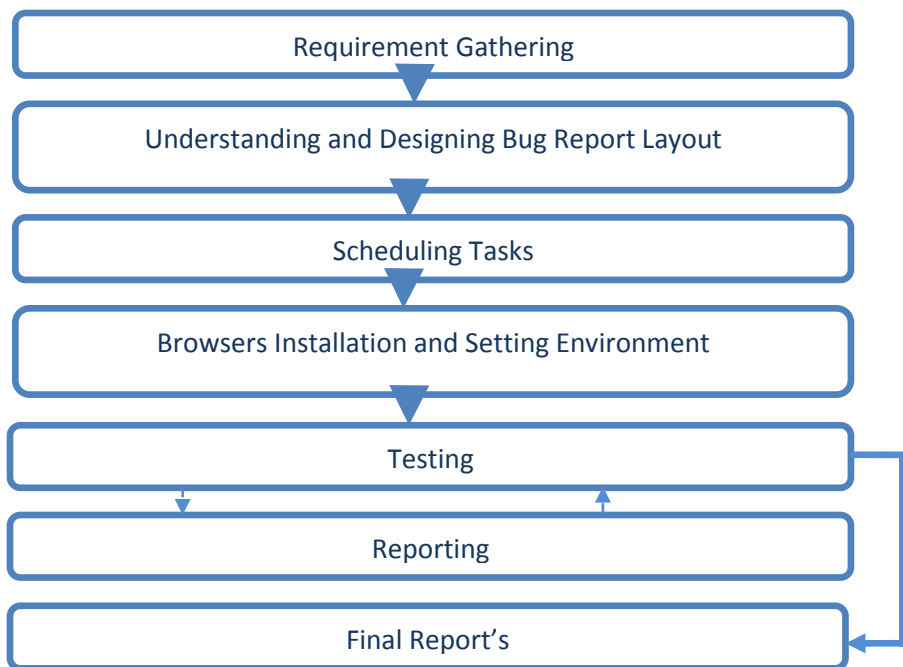 Requirement Gathering
Understanding and Designing Bug Report Layout
Scheduling Tasks
Browsers Installation and Setting Environment
Testing
Reporting
Final Report’s